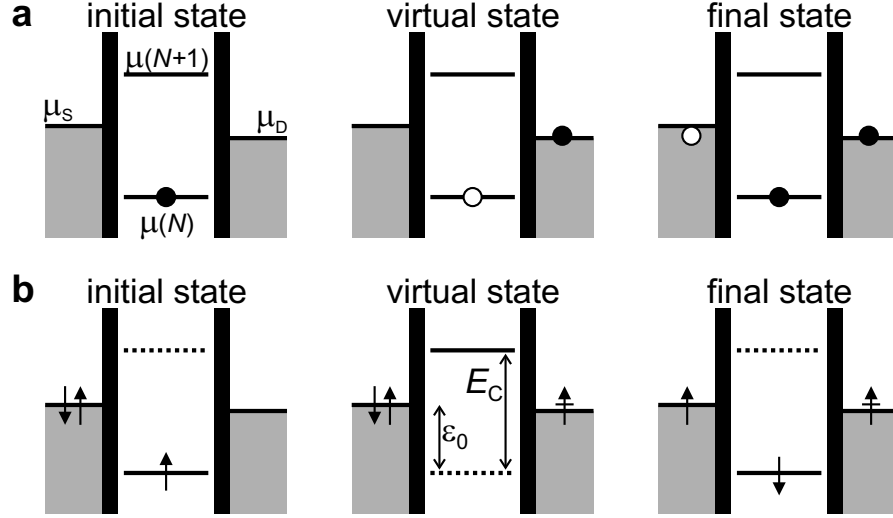 a
initial state
virtual state
final state
μ(N+1)
μS
μD
μ(N)
b
initial state
virtual state
final state
EC
ε0